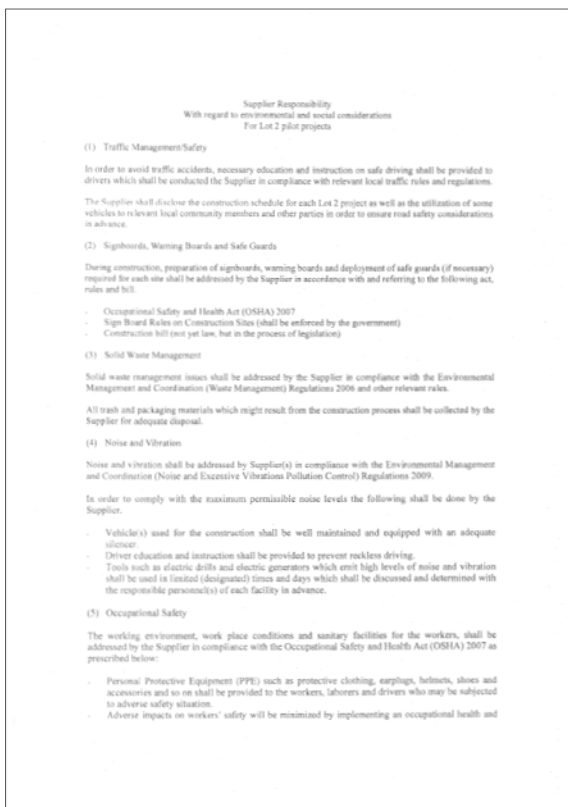 Supplier Responsibility
With regard to environmental and social considerations
For Lot 2 pilot projects
(1) Traffic Management/Safety
In order to avoid traffic accidents, necessary education and instruction on safe driving shall be provided to
drivers which shall be conducted the Supplier in compliance with relevant local traffic rules and regulations.
The Supplier shall disclose the construction schedule for each Lot 2 project as well as the utilization of some
vehicles to relevant local community members and other parties in order to ensure road safety considerations
in advance.
(2) Signboards, Warning Boards and Safe Guards
During construction, preparation of signboards, warning boards and deployment of safe guards (if necessary)
required for each site shall be addressed by the Supplier in accordance with and referring to the following act,
rules and bill.
- Occupational Safety and Health Act (OSHA) 2007
- Sign Board Rules on Construction Sites (shall be enforced by the government)
- Construction bill (not yet law, but in the process of legislation)
(3) Solid Waste Management
Solid waste management issues shall be addressed by the Supplier in compliance with the Environmental
Management and Coordination (Waste Management) Regulations 2006 and other relevant rules.
All trash and packaging materials which might result from the construction process shall be collected by the
Supplier for adequate disposal.
(4) Noise and Vibration
Noise and vibration shall be addressed by Supplier(s) in compliance with the Environmental Management
and Coordination (Noise and Excessive Vibrations Pollution Control) Regulations 2009.
In order to comply with the maximum permissible noise levels the following shall be done by the
Supplier.
- Vehicle(s) used for the construction shall be well maintained and equipped with an adequate
silencer.
- Driver education and instruction shall be provided to prevent reckless driving.
- Tools such as electric drills and electric generators which emit high levels of noise and vibration
shall be used in limited (designated) times and days which shall be discussed and determined with
the responsible personnel(s) of each facility in advance.
(5) Occupational Safety
The working environment, work place conditions and sanitary facilities for the workers, shall be
addressed by the Supplier in compliance with the Occupational Safety and Health Act (OSHA) 2007 as
prescribed below:
- Personal Protective Equipment (PPE) such as protective clothing, earplugs, helmets, shoes and
accessories and so on shall be provided to the workers, laborers and drivers who may be subjected
to adverse safety situation.
- Adverse impacts on workers' safety will be minimized by implementing an occupational health and